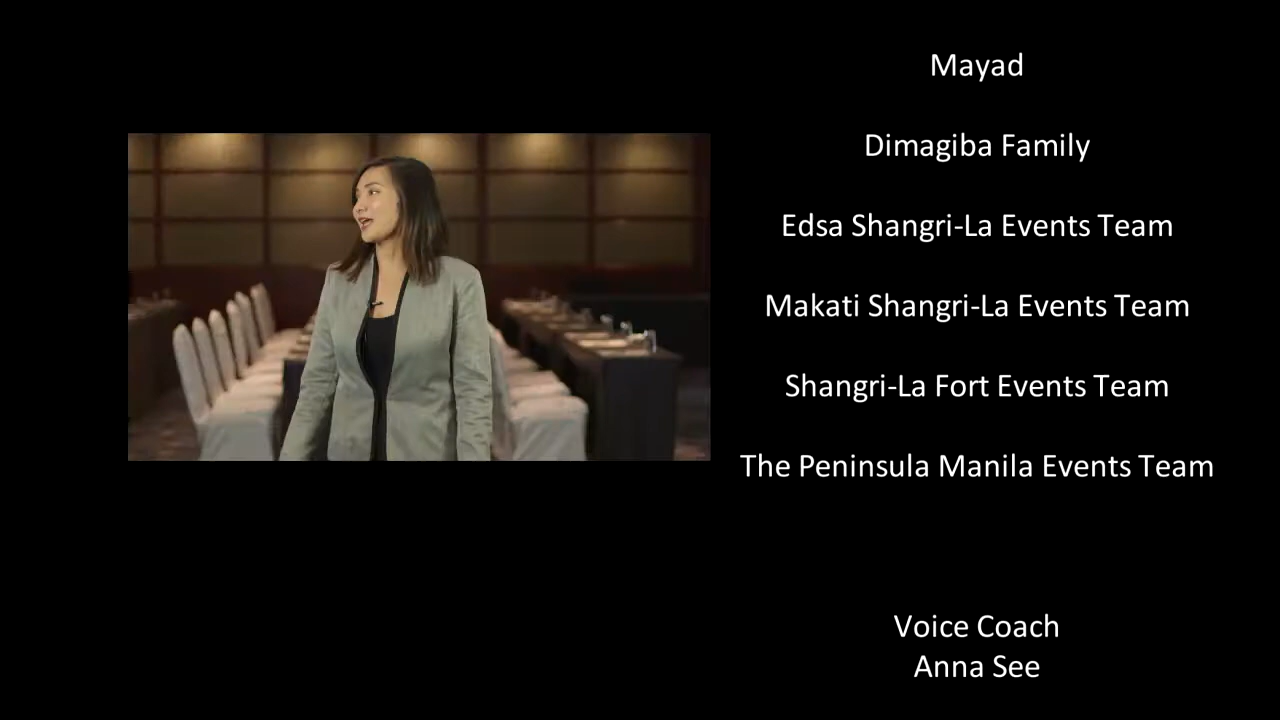 Mayad
Dimagiba Family
Edsa Shangri-La Events Team
Makati Shangri-La Events Team
Shangri-La Fort Events Team
The Peninsula Manila Events Team
Voice Coach
Anna See